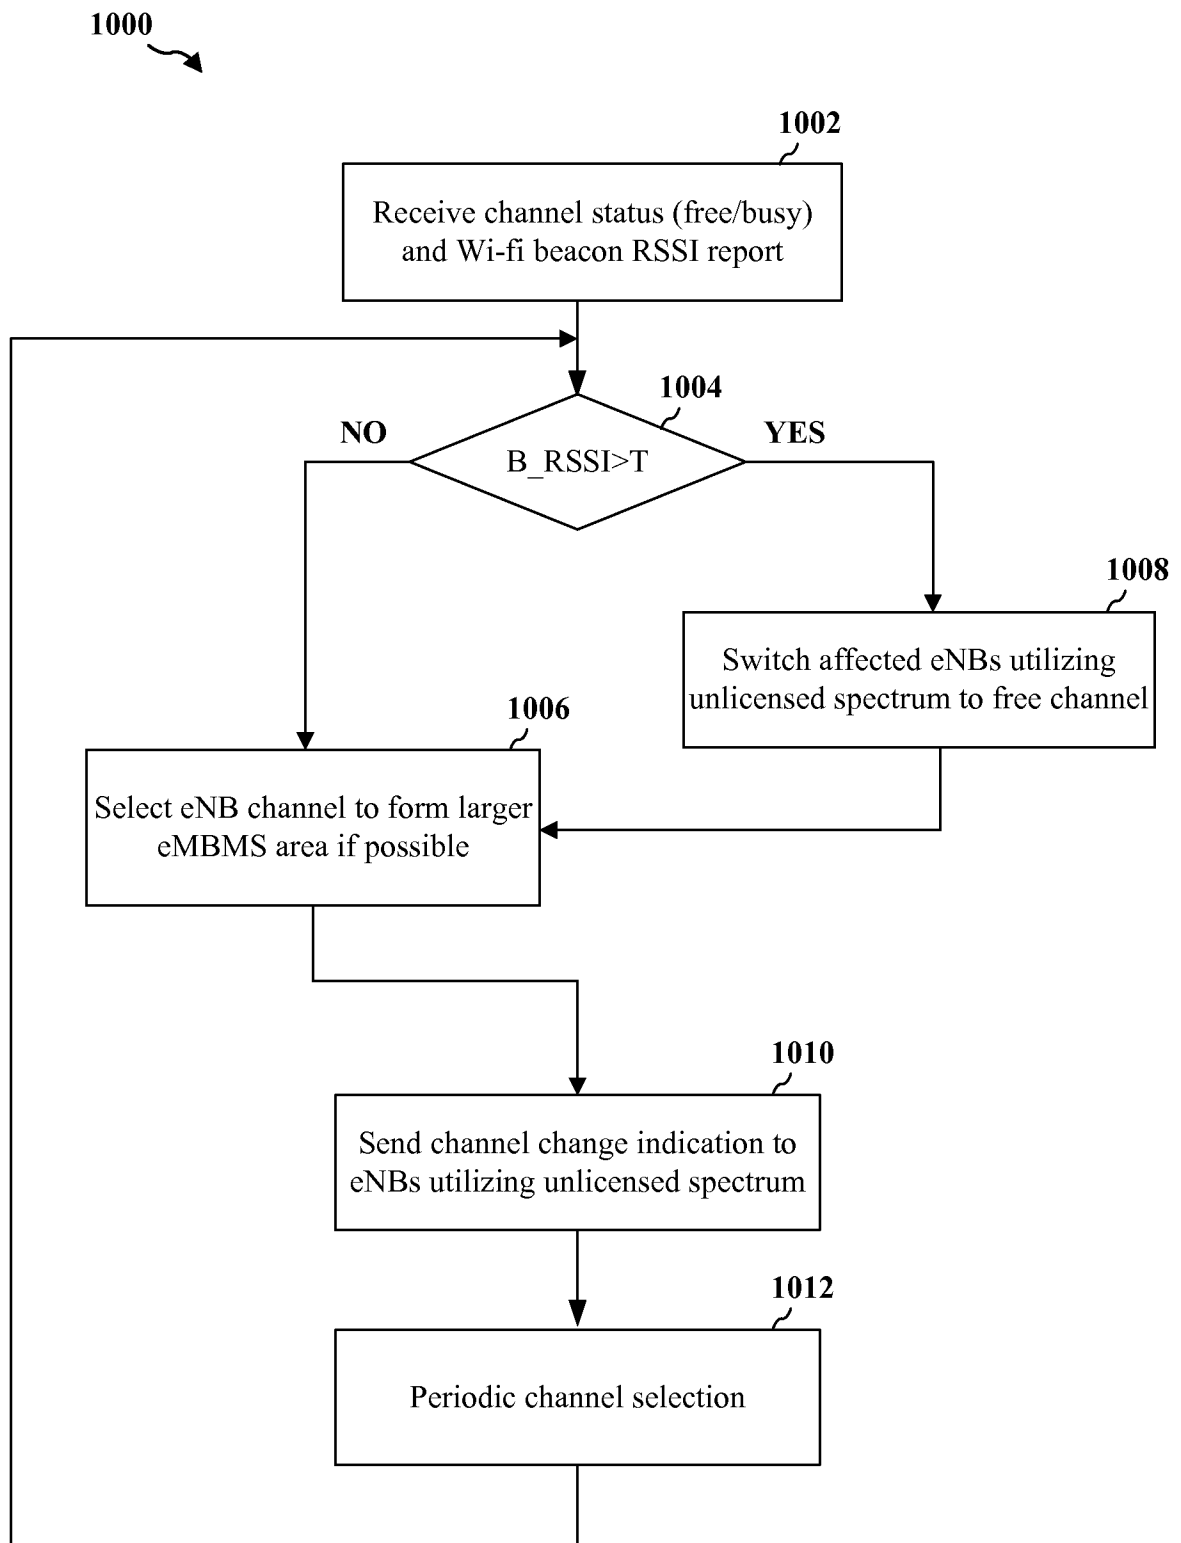 1000
1002
Receive channel status (free/busy)
and Wi-fi beacon RSSI report
1004
NO
YES
B_RSSI>T
1008
Switch affected eNBs utilizing
unlicensed spectrum to free channel
1006
Select eNB channel to form larger
eMBMS area if possible
1010
Send channel change indication to
eNBs utilizing unlicensed spectrum
1012
Periodic channel selection